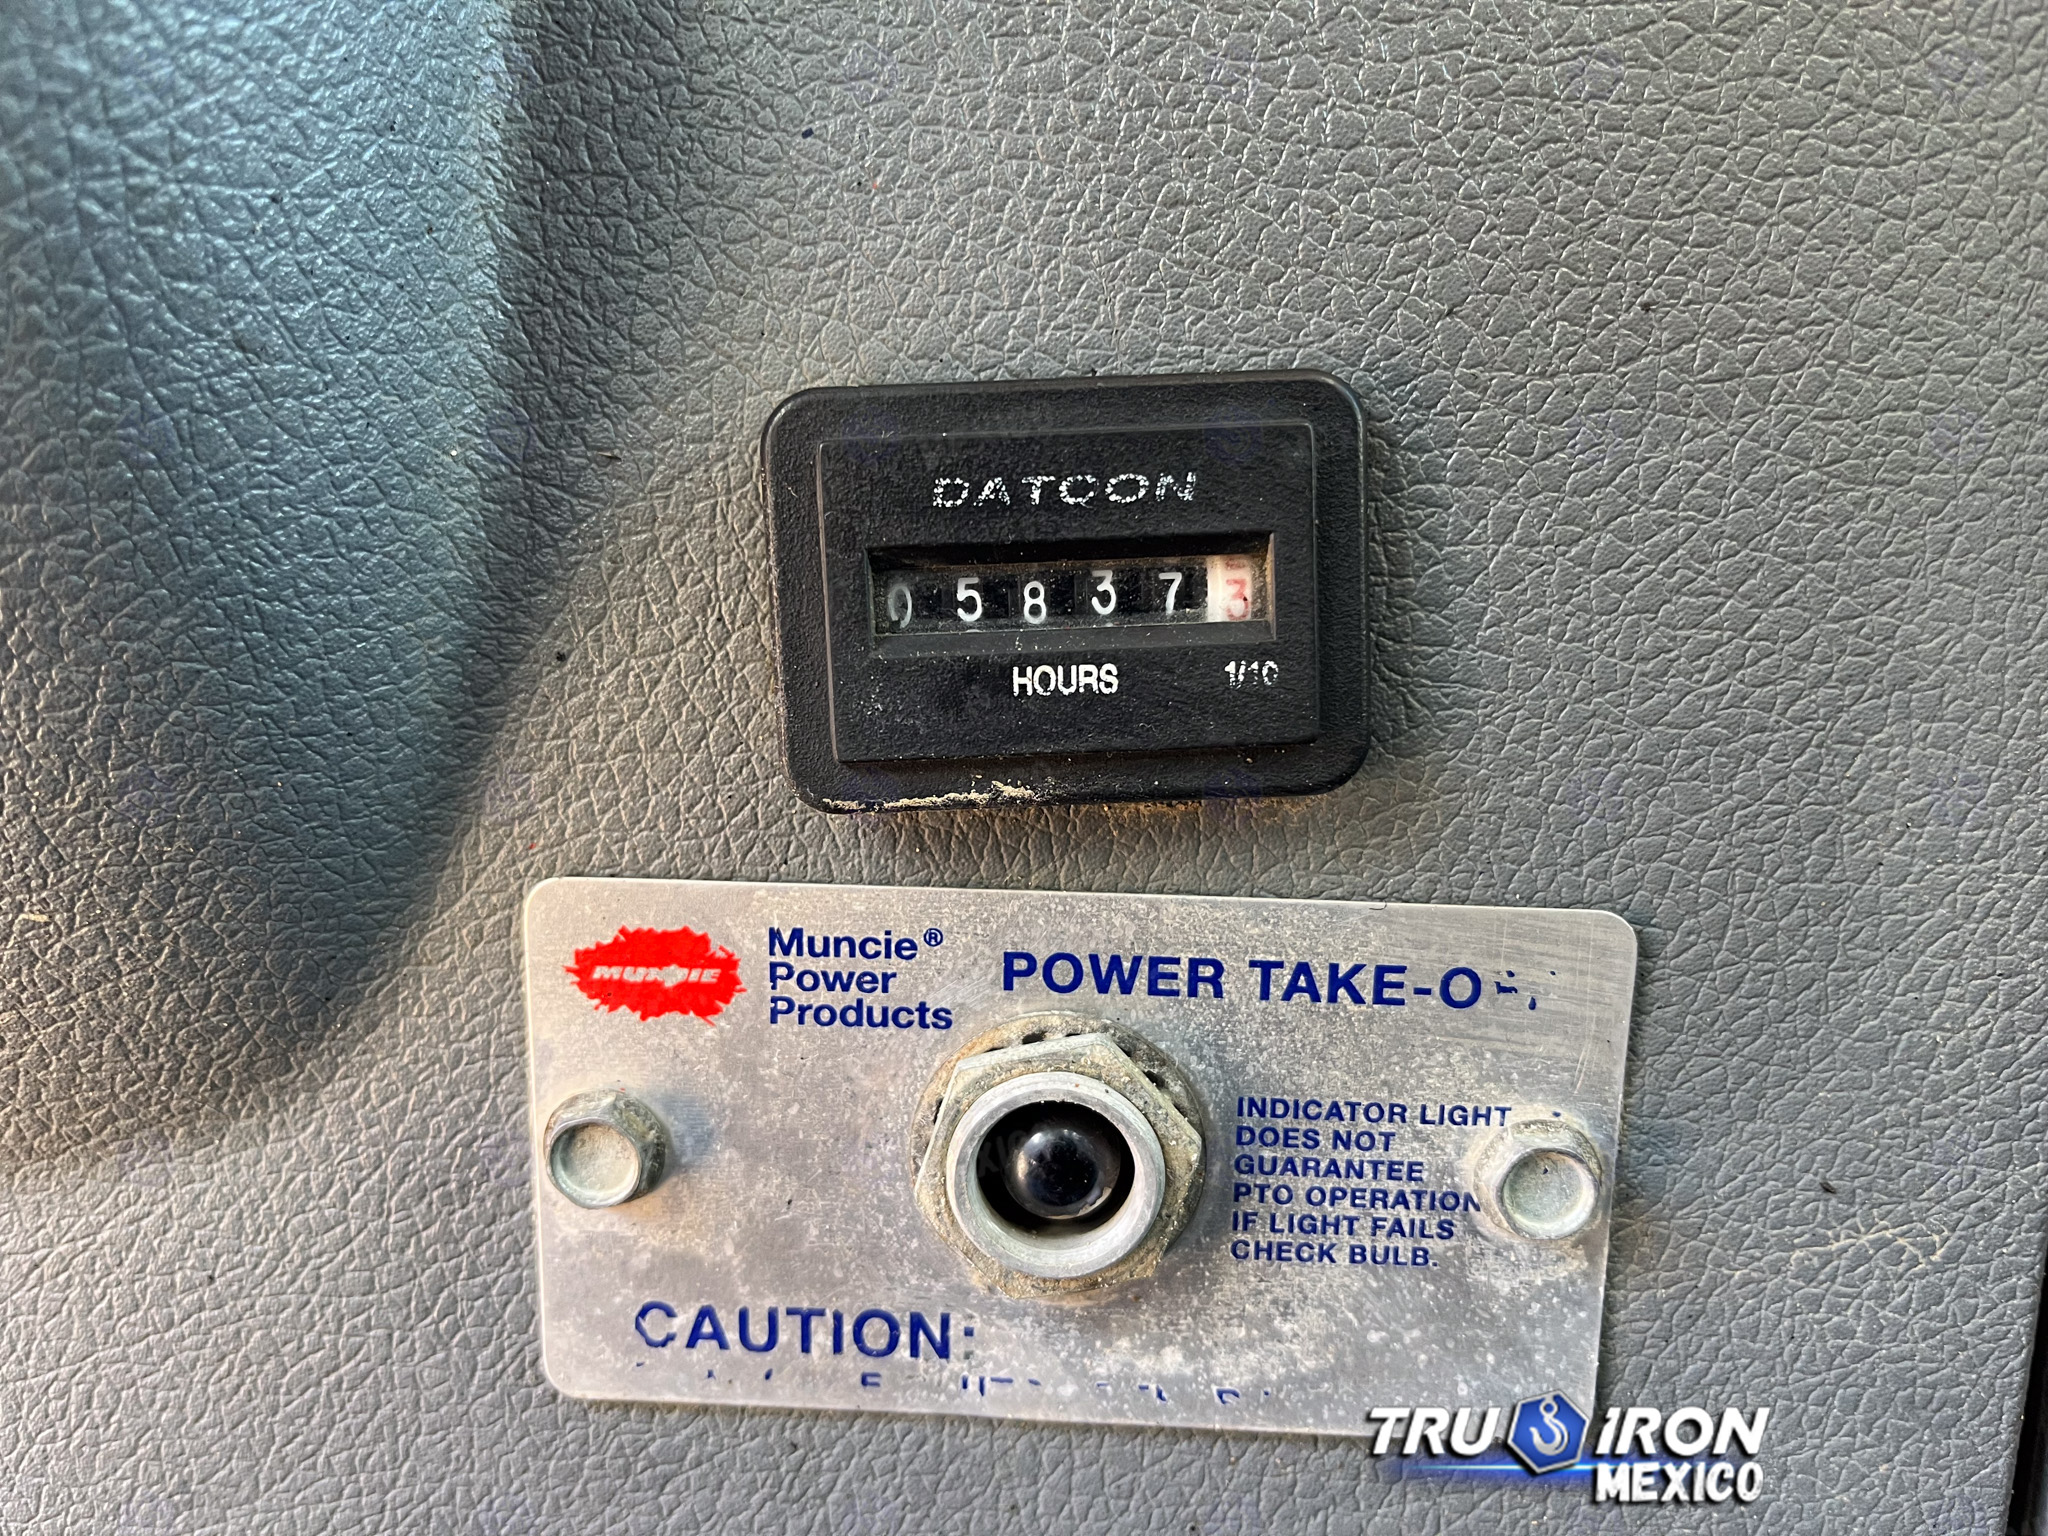 DATCON
0 5 8 3 7 3
HOURS 1/10
MUNCIE
Muncie®
Power
Products
POWER TAKE-O
INDICATOR LIGHT
DOES NOT
GUARANTEE
PTO OPERATION
IF LIGHT FAILS
CHECK BULB.
CAUTION:
TRU IRON
MEXICO